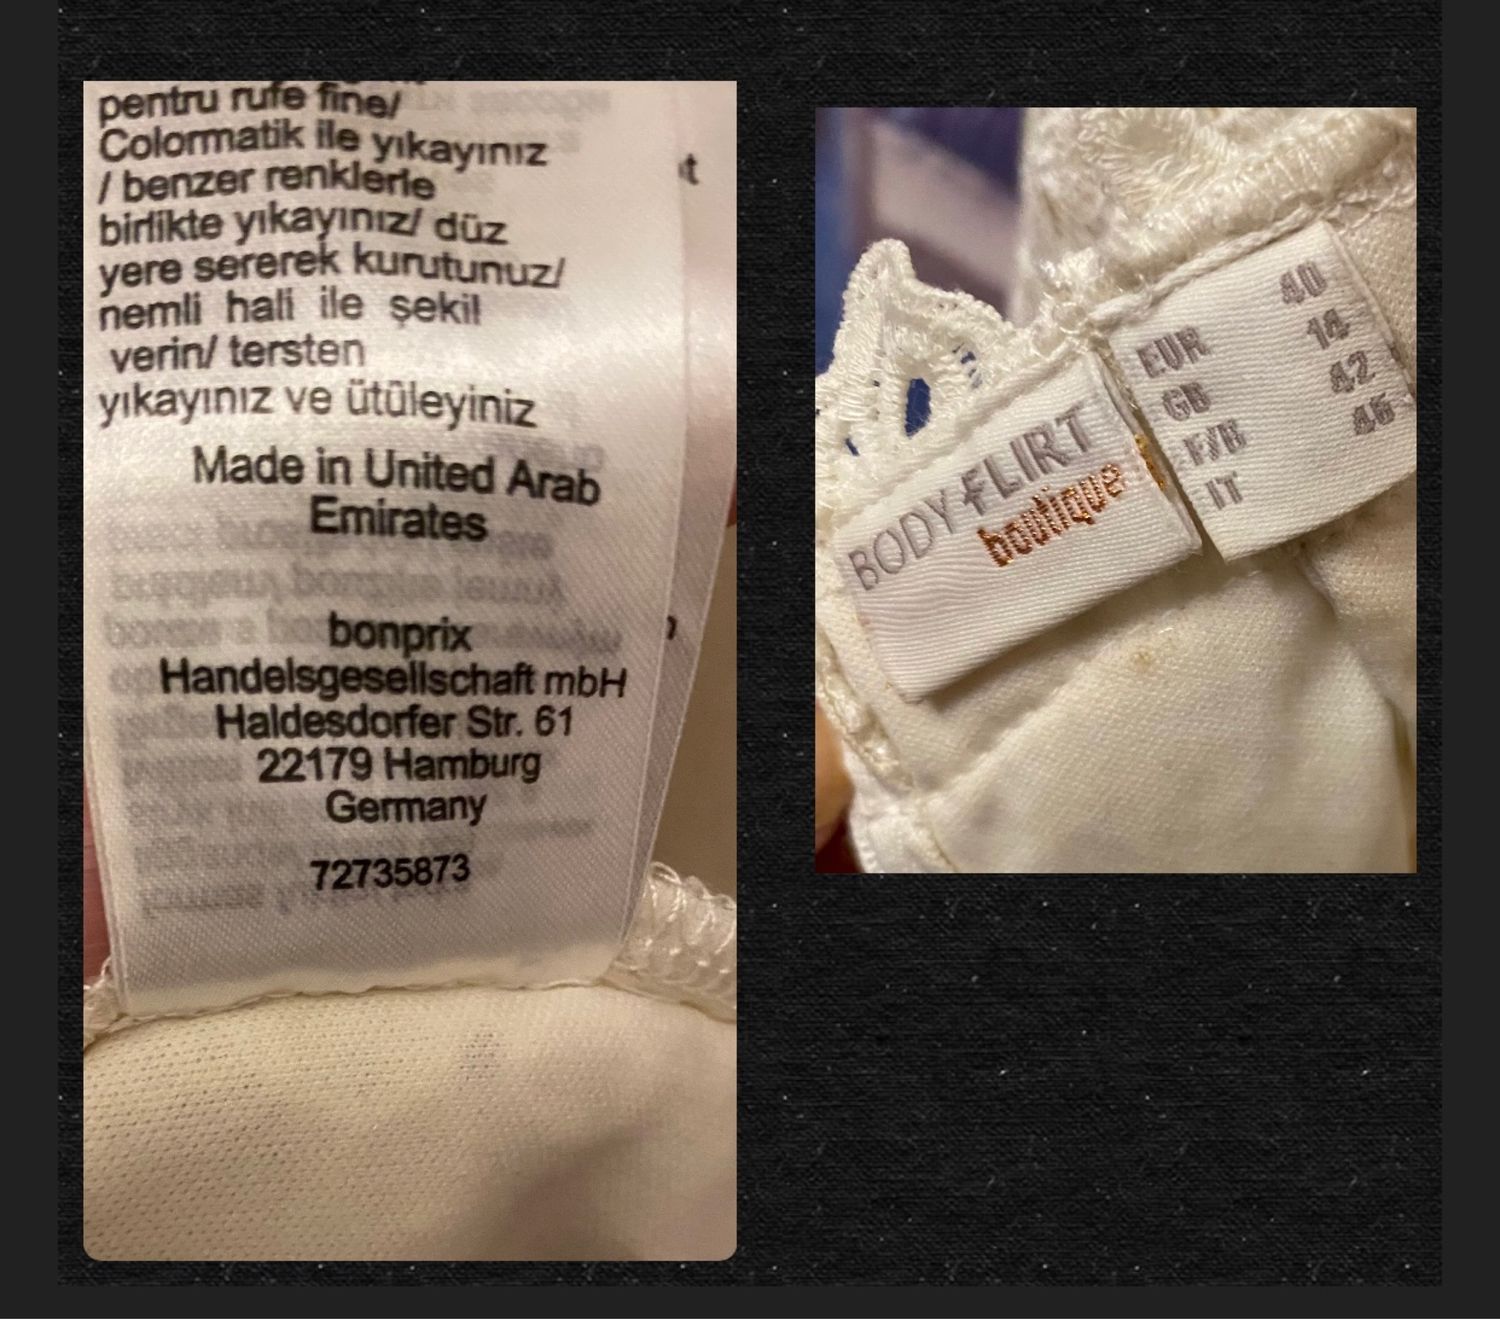 pentru rufe fine/
Colormatik ile yıkayınız
/ benzer renklerle
birlikte yıkayınız/ düz
yere sererek kurutunuz/
nemli hali ile şekil
verin/ tersten
yıkayınız ve ütüleyiniz
Made in United Arab
Emirates
bonprix
Handelsgesellschaft mbH
Haldesdorfer Str. 61
22179 Hamburg
Germany
72735873
BODY FLIRT
boutique
EUR 40
GB 14
F/B 42
IT 46